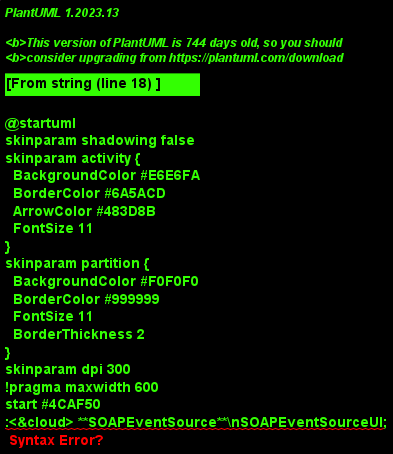 PlantUML 1.2023.13
<b>This version of PlantUML is 744 days old, so you should
<b>consider upgrading from https://plantuml.com/download
[From string (line 18) ]
@startuml
skinparam shadowing false
skinparam activity {
BackgroundColor #E6E6FA
BorderColor #6A5ACD
ArrowColor #483D8B
FontSize 11
}
skinparam partition {
BackgroundColor #F0F0F0
BorderColor #999999
FontSize 11
BorderThickness 2
}
skinparam dpi 300
!pragma maxwidth 600
start #4CAF50
:<&cloud> **SOAPEventSource**\nSOAPEventSourceUI;
Syntax Error?